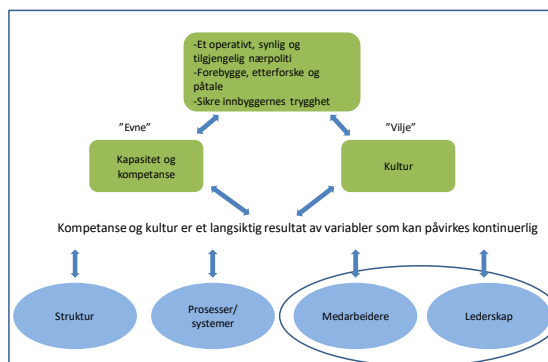 -Et operativt, synlig og
tilgjengelig nærpoliti
-Forebygge, etterforske og
påtale
-Sikre innbyggernes trygghet
”Evne”
”Vilje”
Kapasitet og
kompetanse
Kultur
Kompetanse og kultur er et langsiktig resultat av variabler som kan påvirkes kontinuerlig
Struktur
Prosesser/
systemer
Medarbeidere
Lederskap